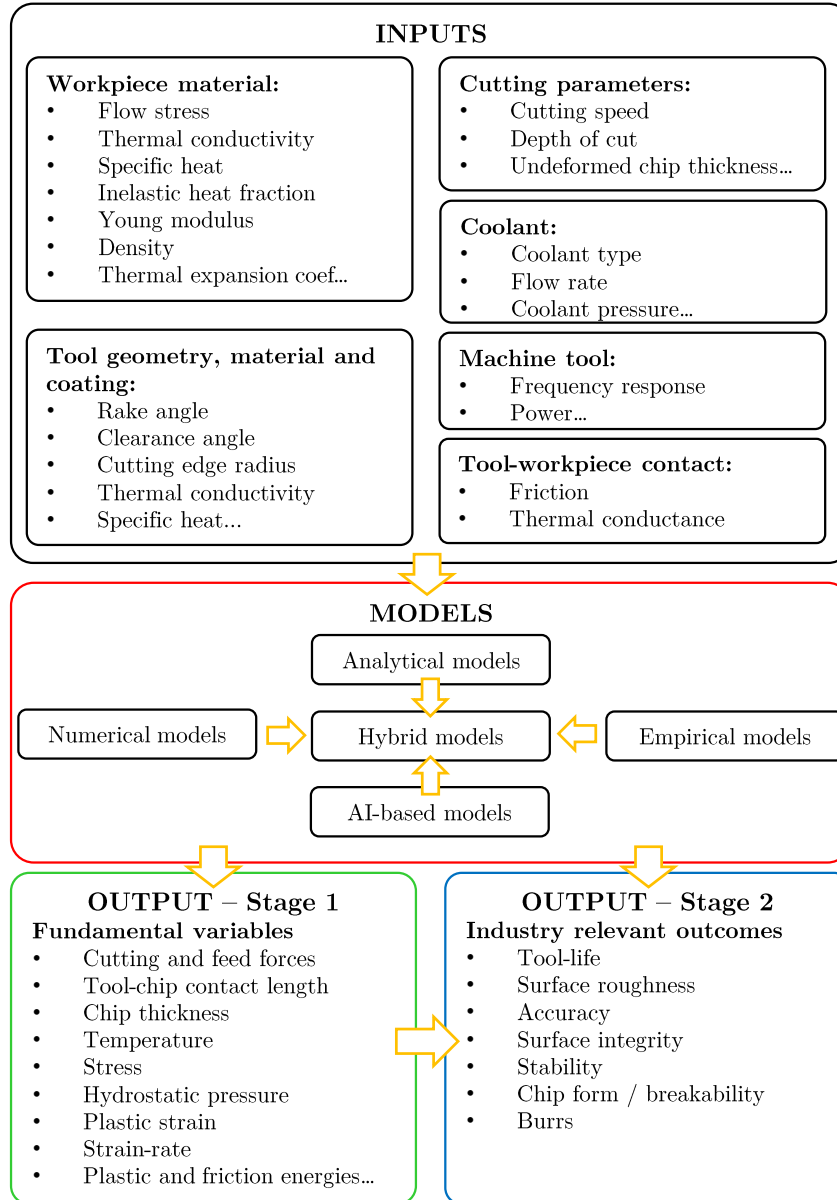 INPUTS
Workpiece material:
• Flow stress
• Thermal conductivity
• Specific heat
• Inelastic heat fraction
• Young modulus
• Density
• Thermal expansion coef…
Tool geometry, material and
coating:
• Rake angle
• Clearance angle
• Cutting edge radius
• Thermal conductivity
• Specific heat...
Cutting parameters:
• Cutting speed
• Depth of cut
• Undeformed chip thickness…
Coolant:
• Coolant type
• Flow rate
• Coolant pressure…
Machine tool:
• Frequency response
• Power…
Tool-workpiece contact:
• Friction
• Thermal conductance
MODELS
Analytical models
Numerical models
Hybrid models
Empirical models
AI-based models
OUTPUT – Stage 1
Fundamental variables
• Cutting and feed forces
• Tool-chip contact length
• Chip thickness
• Temperature
• Stress
• Hydrostatic pressure
• Plastic strain
• Strain-rate
• Plastic and friction energies…
OUTPUT – Stage 2
Industry relevant outcomes
• Tool-life
• Surface roughness
• Accuracy
• Surface integrity
• Stability
• Chip form / breakability
• Burrs